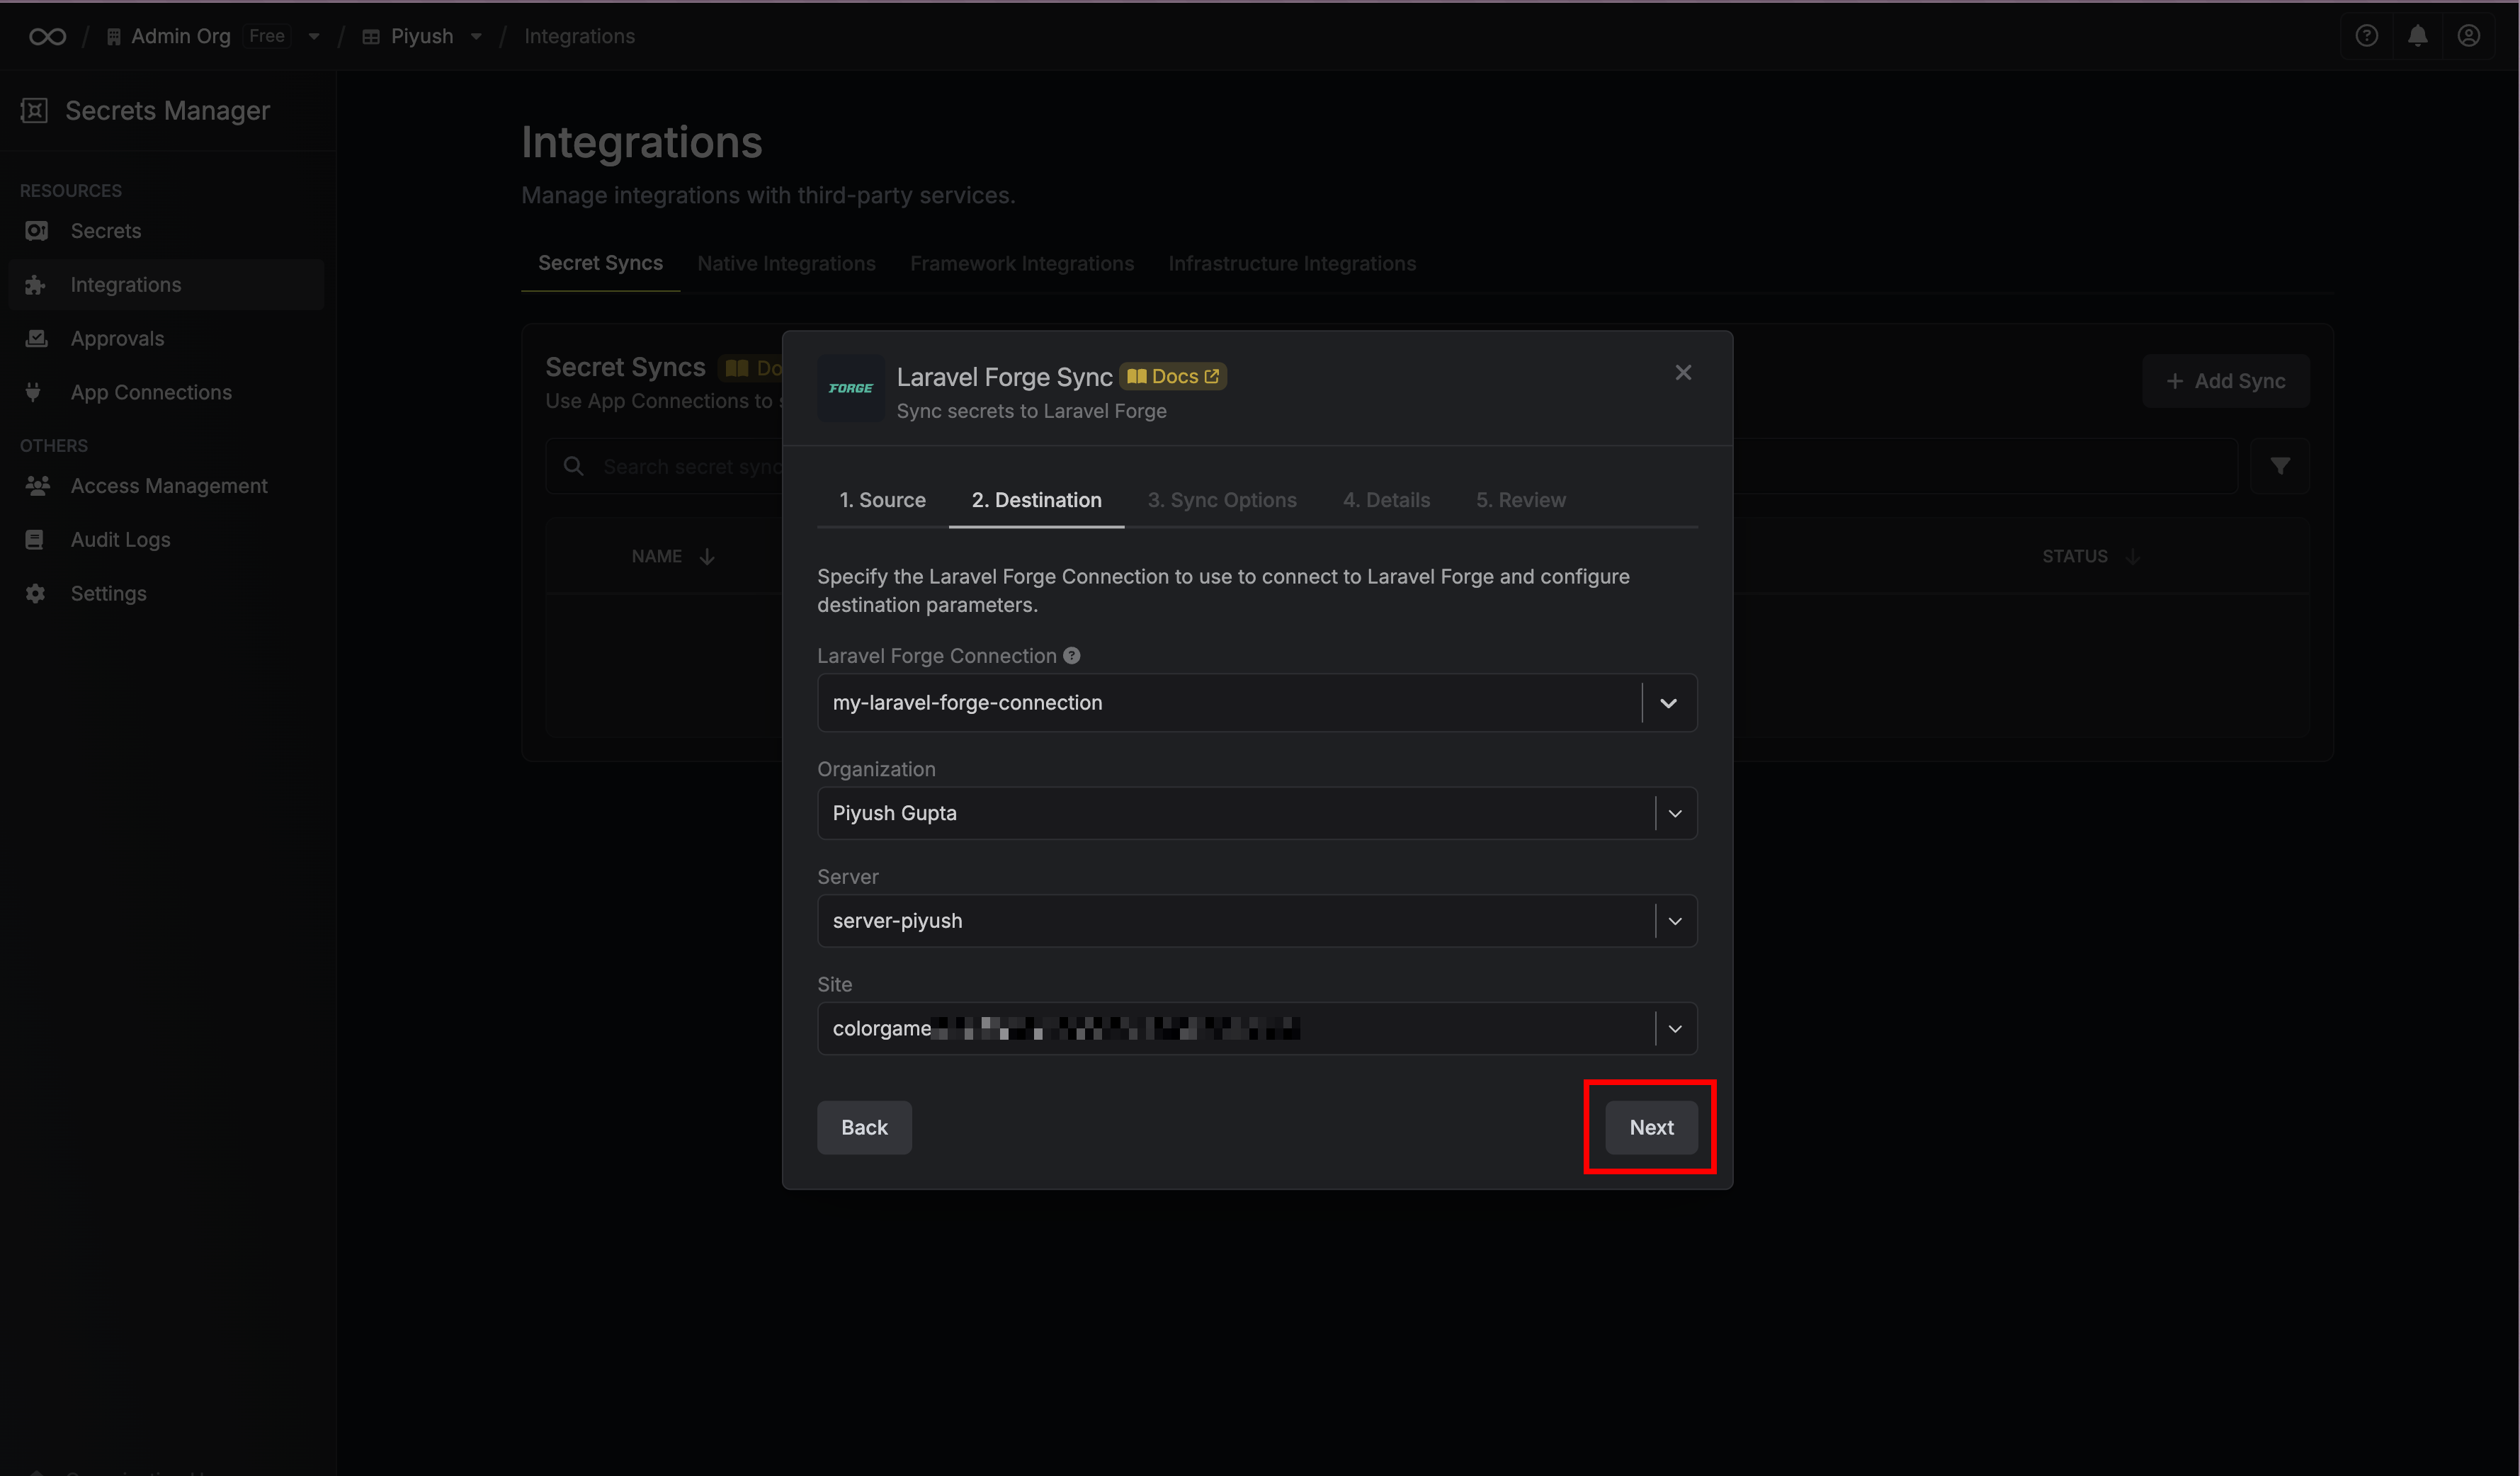 / Admin Org Free / Piyush / Integrations
Secrets Manager
RESOURCES
Secrets
Integrations
Approvals
App Connections
OTHERS
Access Management
Audit Logs
Settings
Integrations
Manage integrations with third-party services.
Secret Syncs Native Integrations Framework Integrations Infrastructure Integrations
Secret Syncs Do
Use App Connections to s
+ Add Sync
Search secret sync
NAME
STATUS
FORGE
Laravel Forge Sync Docs
Sync secrets to Laravel Forge
1. Source 2. Destination 3. Sync Options 4. Details 5. Review
Specify the Laravel Forge Connection to use to connect to Laravel Forge and configure
destination parameters.
Laravel Forge Connection ?
my-laravel-forge-connection
Organization
Piyush Gupta
Server
server-piyush
Site
colorgame
Back
Next